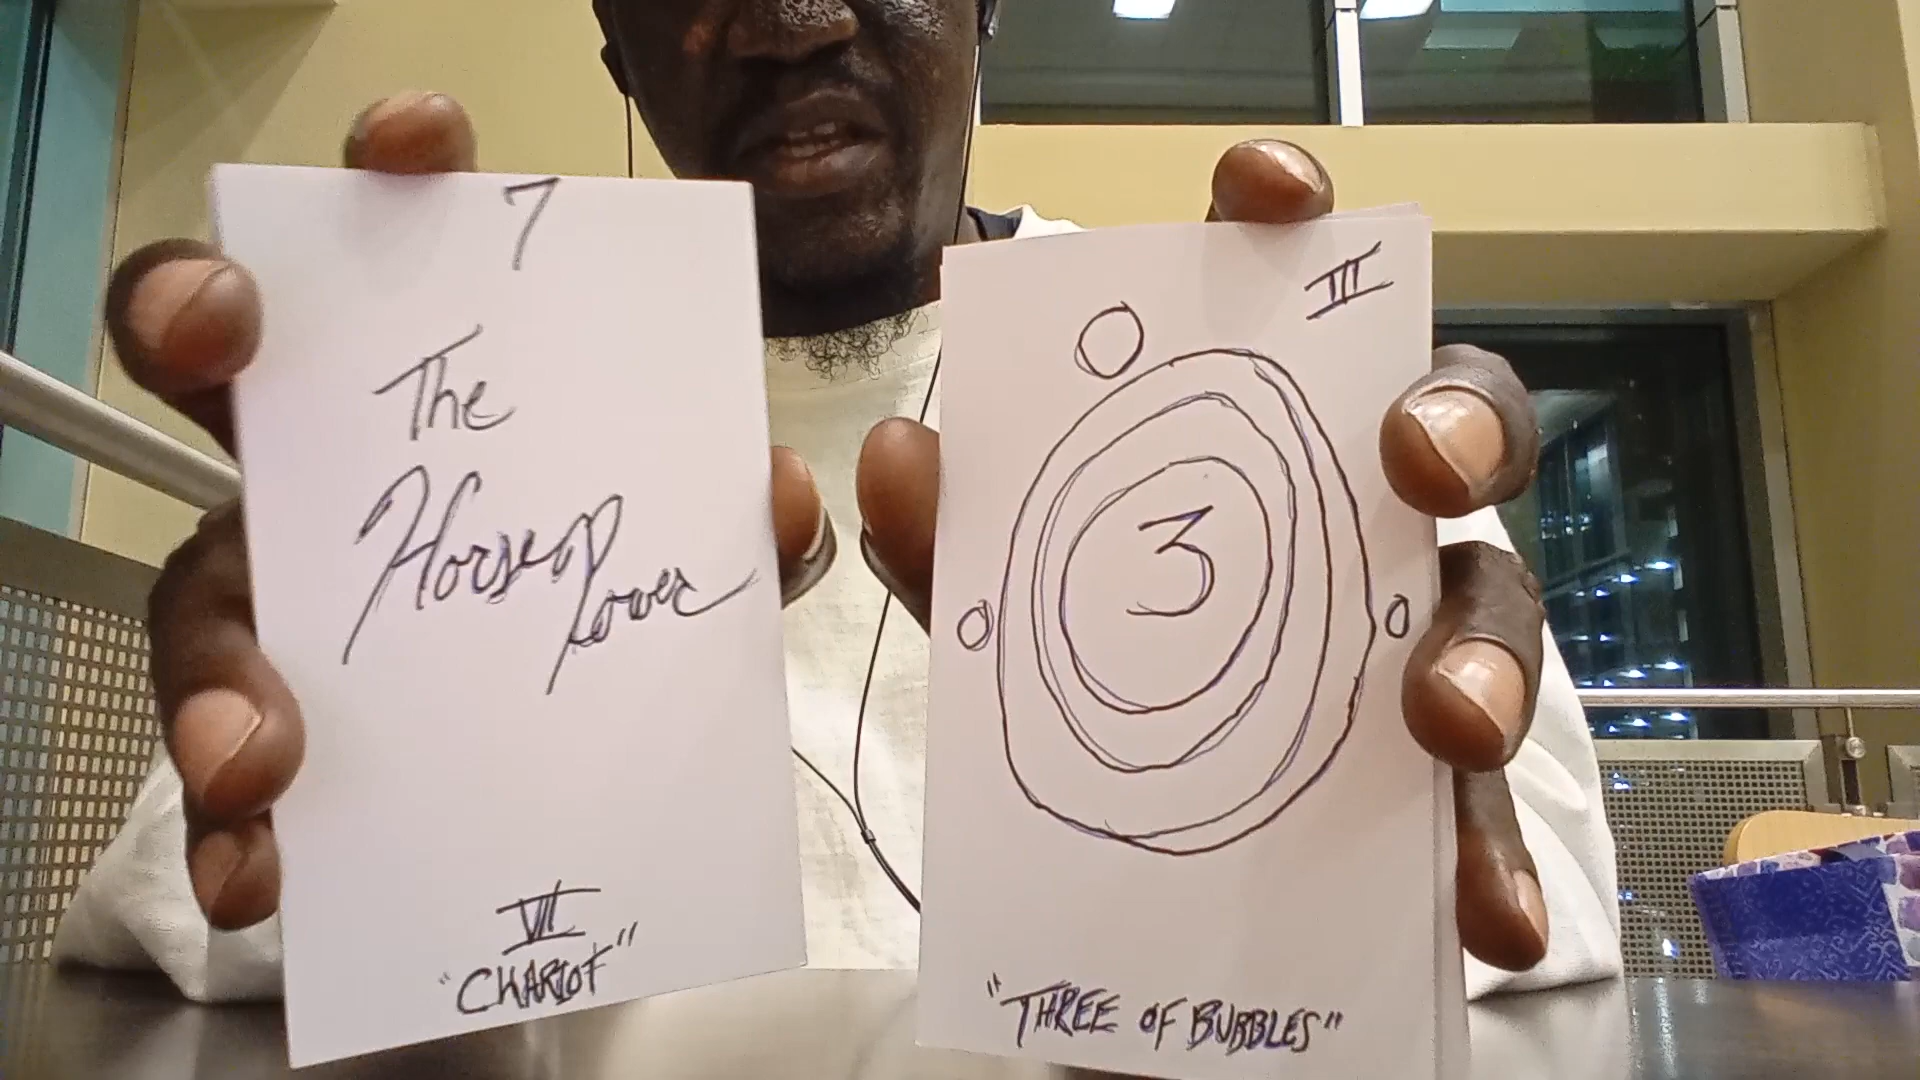 7
The
Horse
Power
VII
"CHARIOT"
III
3
"THREE OF BUBBLES"